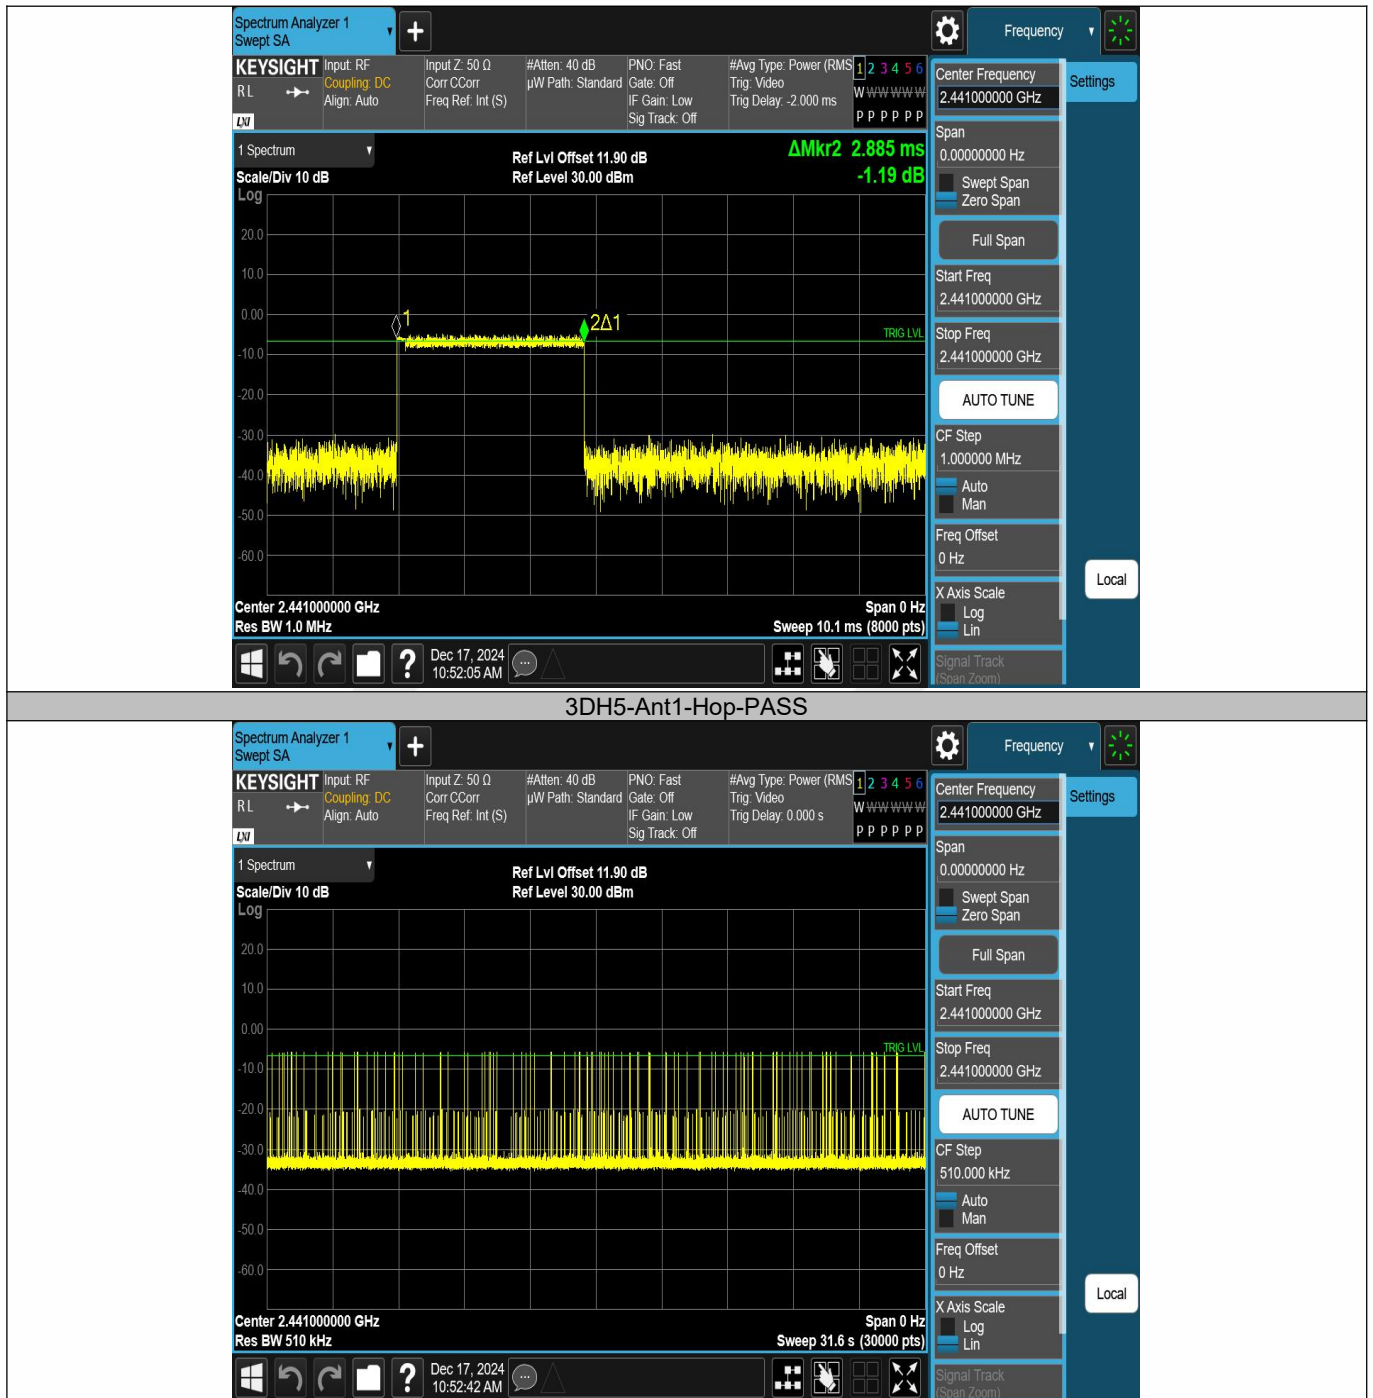 Spectrum Analyzer 1
Swept SA
Frequency
KEYSIGHT
RL
LXI
Input: RF
Coupling: DC
Align: Auto
Input Z: 50 Ω
Corr CCorr
Freq Ref: Int (S)
#Atten: 40 dB
µW Path: Standard
PNO: Fast
Gate: Off
IF Gain: Low
Sig Track: Off
#Avg Type: Power (RMS
Trig: Video
Trig Delay: -2.000 ms
1 2 3 4 5 6
W W W W W W
P P P P P P
Center Frequency
2.441000000 GHz
Settings
1 Spectrum
Scale/Div 10 dB
Ref Lvl Offset 11.90 dB
Ref Level 30.00 dBm
ΔMkr2 2.885 ms
-1.19 dB
Span
0.00000000 Hz
Swept Span
Zero Span
Full Span
Start Freq
2.441000000 GHz
Stop Freq
2.441000000 GHz
AUTO TUNE
CF Step
1.000000 MHz
Auto
Man
Freq Offset
0 Hz
X Axis Scale
Log
Lin
Signal Track
(Span Zoom)
Local
Log
20.0
10.0
0.00
-10.0
-20.0
-30.0
-40.0
-50.0
-60.0
1
2Δ1
TRIG LVL
Center 2.441000000 GHz
Res BW 1.0 MHz
Span 0 Hz
Sweep 10.1 ms (8000 pts)
Dec 17, 2024
10:52:05 AM
3DH5-Ant1-Hop-PASS
Spectrum Analyzer 1
Swept SA
Frequency
KEYSIGHT
RL
LXI
Input: RF
Coupling: DC
Align: Auto
Input Z: 50 Ω
Corr CCorr
Freq Ref: Int (S)
#Atten: 40 dB
µW Path: Standard
PNO: Fast
Gate: Off
IF Gain: Low
Sig Track: Off
#Avg Type: Power (RMS
Trig: Video
Trig Delay: 0.000 s
1 2 3 4 5 6
W W W W W W
P P P P P P
Center Frequency
2.441000000 GHz
Settings
1 Spectrum
Scale/Div 10 dB
Ref Lvl Offset 11.90 dB
Ref Level 30.00 dBm
Span
0.00000000 Hz
Swept Span
Zero Span
Full Span
Start Freq
2.441000000 GHz
Stop Freq
2.441000000 GHz
AUTO TUNE
CF Step
510.000 kHz
Auto
Man
Freq Offset
0 Hz
X Axis Scale
Log
Lin
Signal Track
(Span Zoom)
Local
Log
20.0
10.0
0.00
-10.0
-20.0
-30.0
-40.0
-50.0
-60.0
TRIG LVL
Center 2.441000000 GHz
Res BW 510 kHz
Span 0 Hz
Sweep 31.6 s (30000 pts)
Dec 17, 2024
10:52:42 AM